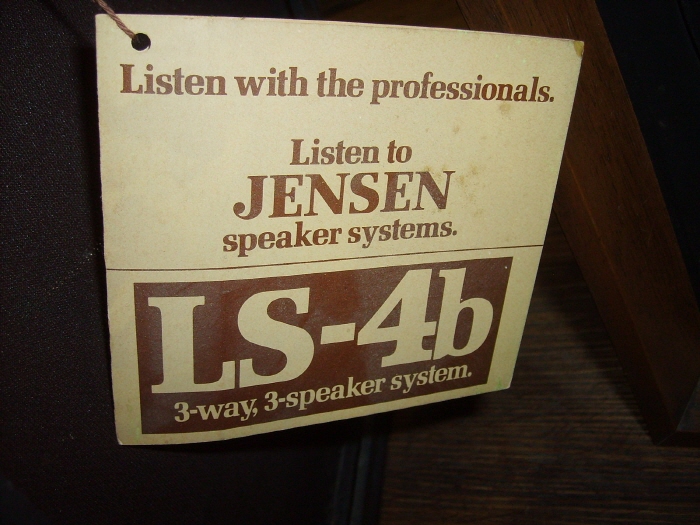 Listen with the professionals.
Listen to
JENSEN
speaker systems.
LS-4b
3-way, 3-speaker system.